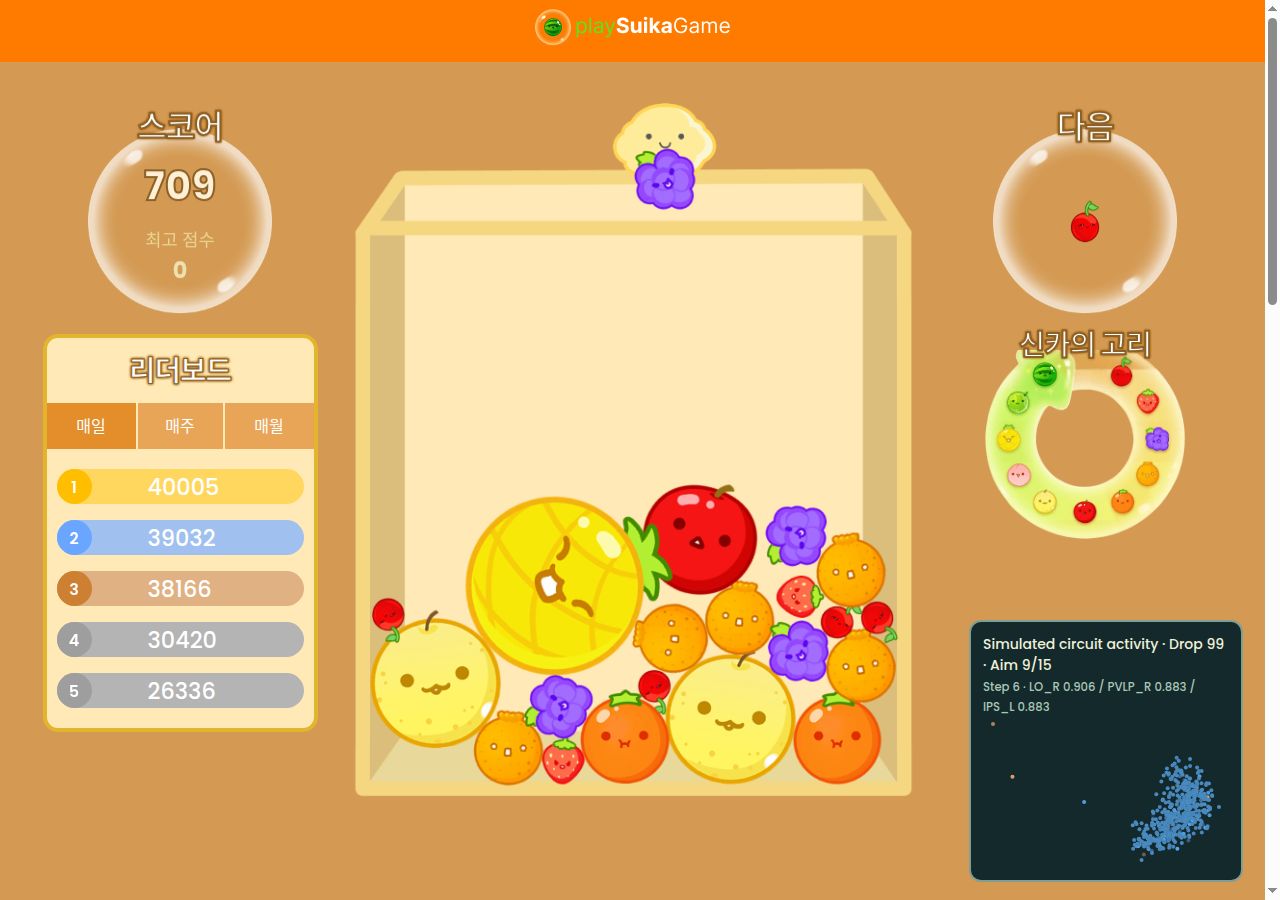 playSuikaGame
스코어
709
최고 점수
0
다음
신카의 고리
리더보드
매일 매주 매월
1 40005
2 39032
3 38166
4 30420
5 26336
Simulated circuit activity · Drop 99
· Aim 9/15
Step 6 · LO_R 0.906 / PVLP_R 0.883 /
IPS_L 0.883